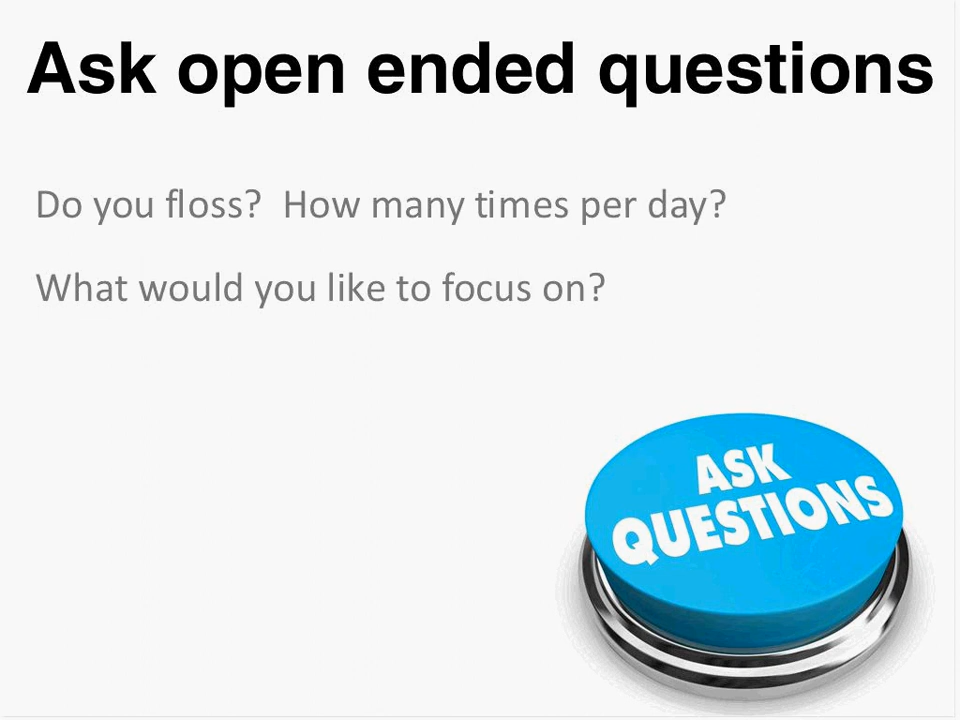 Ask open ended questions
Do you floss?  How many times per day?
What would you like to focus on?
ASK
QUESTIONS